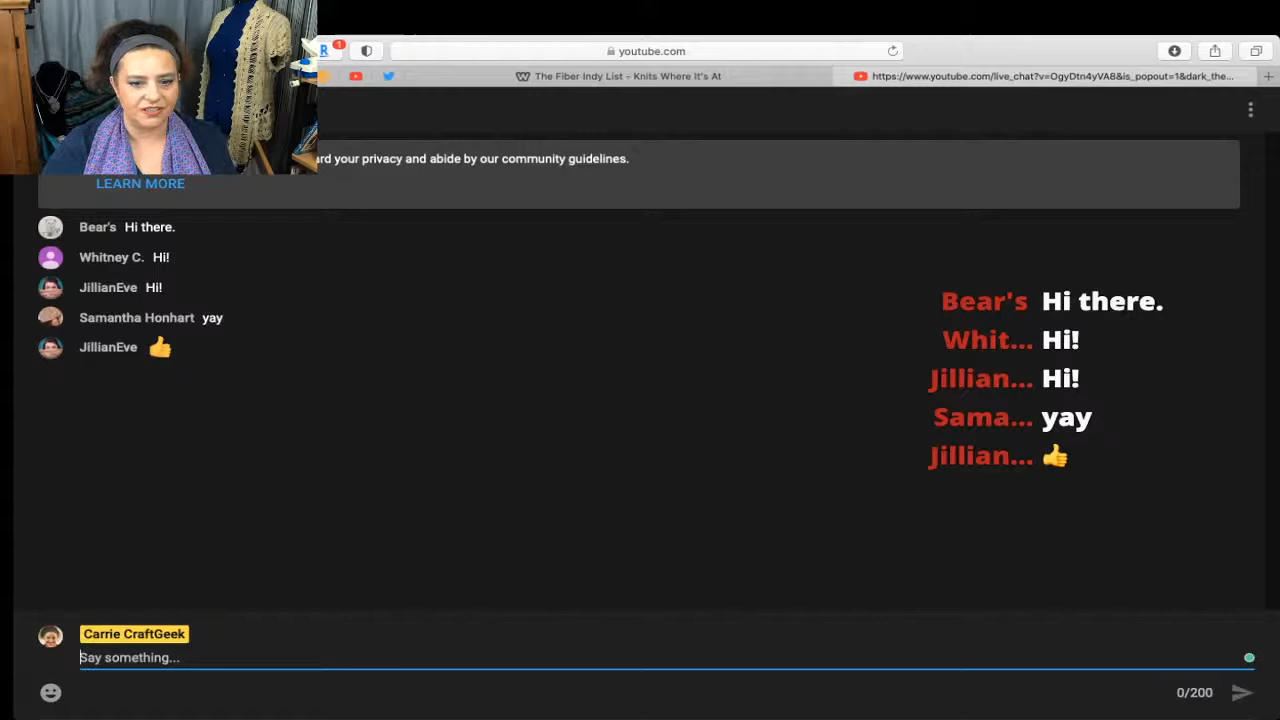 R 1 youtube.com
The Fiber Indy List – Knits Where It's At
https://www.youtube.com/live_chat?v=OgyDtn4yVA8&is_popout=1&dark_the...
ard your privacy and abide by our community guidelines.
LEARN MORE
Bear's Hi there.
Whitney C. Hi!
JillianEve Hi!
Samantha Honhart yay
JillianEve 👍
Bear's Hi there.
Whit... Hi!
Jillian... Hi!
Sama... yay
Jillian... 👍
Carrie CraftGeek
Say something...
0/200